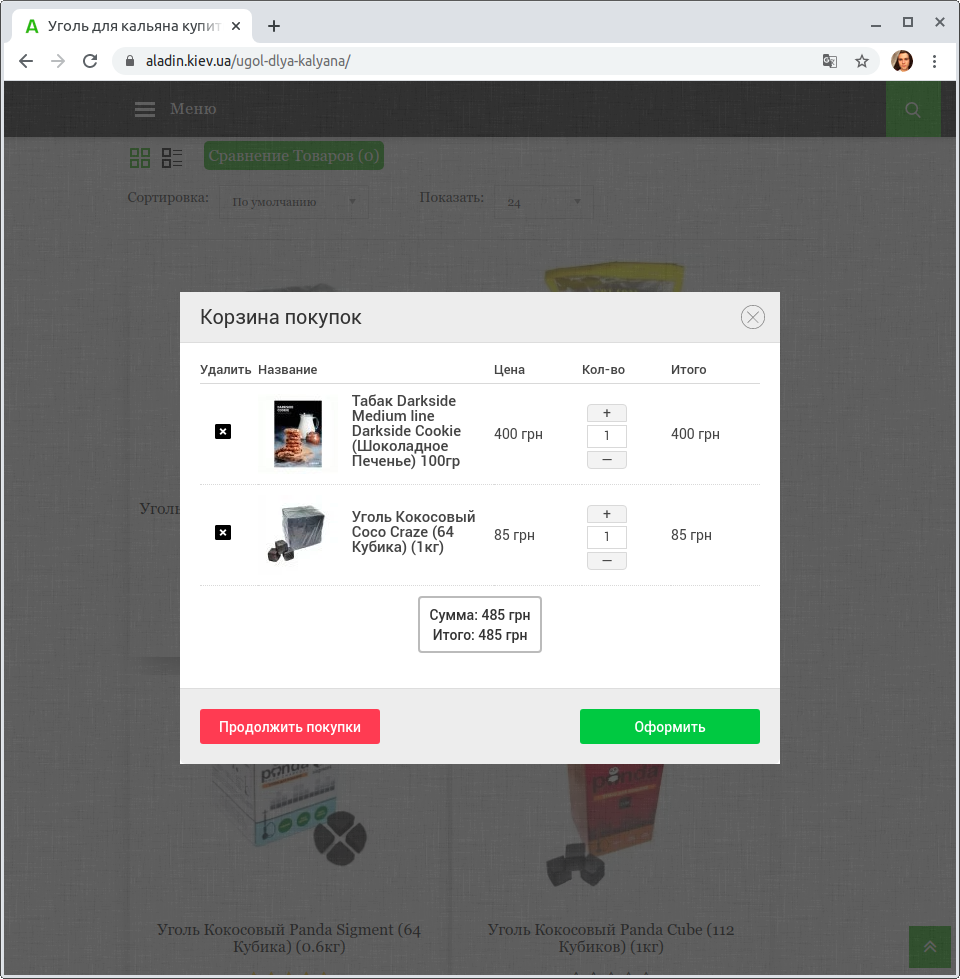 Уголь для кальяна купит
aladin.kiev.ua/ugol-dlya-kalyana/
Меню
Сравнение Товаров (0)
Сортировка:
По умолчанию
Показать:
24
Корзина покупок
Удалить Название Цена Кол-во Итого
DARKSIDE
COOKIE
Табак Darkside
Medium line
Darkside Cookie
(Шоколадное
Печенье) 100гр
400 грн
+
1
—
400 грн
Уголь Кокосовый
Coco Craze (64
Кубика) (1кг)
85 грн
+
1
—
85 грн
Сумма: 485 грн
Итого: 485 грн
Уголь
Продолжить покупки
Оформить
panda
panda
Уголь Кокосовый Panda Sigment (64
Кубика) (0.6кг)
Уголь Кокосовый Panda Cube (112
Кубиков) (1кг)